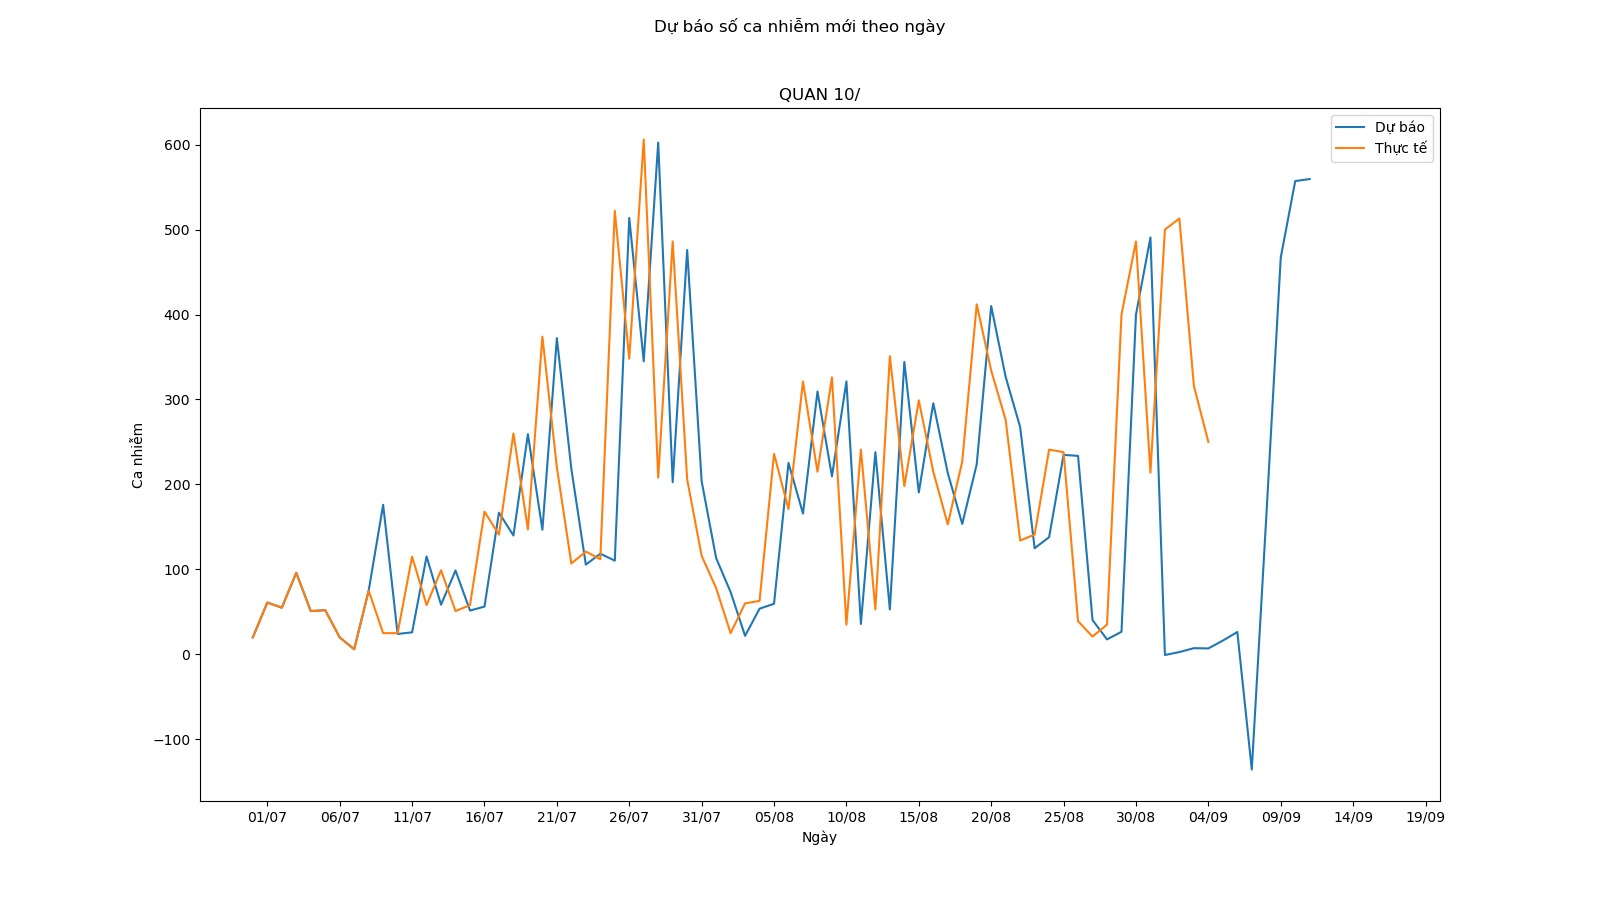 Dự báo số ca nhiễm mới theo ngày
QUAN 10/
Dự báo
Thực tế
600
500
400
300
200
100
0
−100
Ca nhiễm
01/07 06/07 11/07 16/07 21/07 26/07 31/07 05/08 10/08 15/08 20/08 25/08 30/08 04/09 09/09 14/09 19/09
Ngày